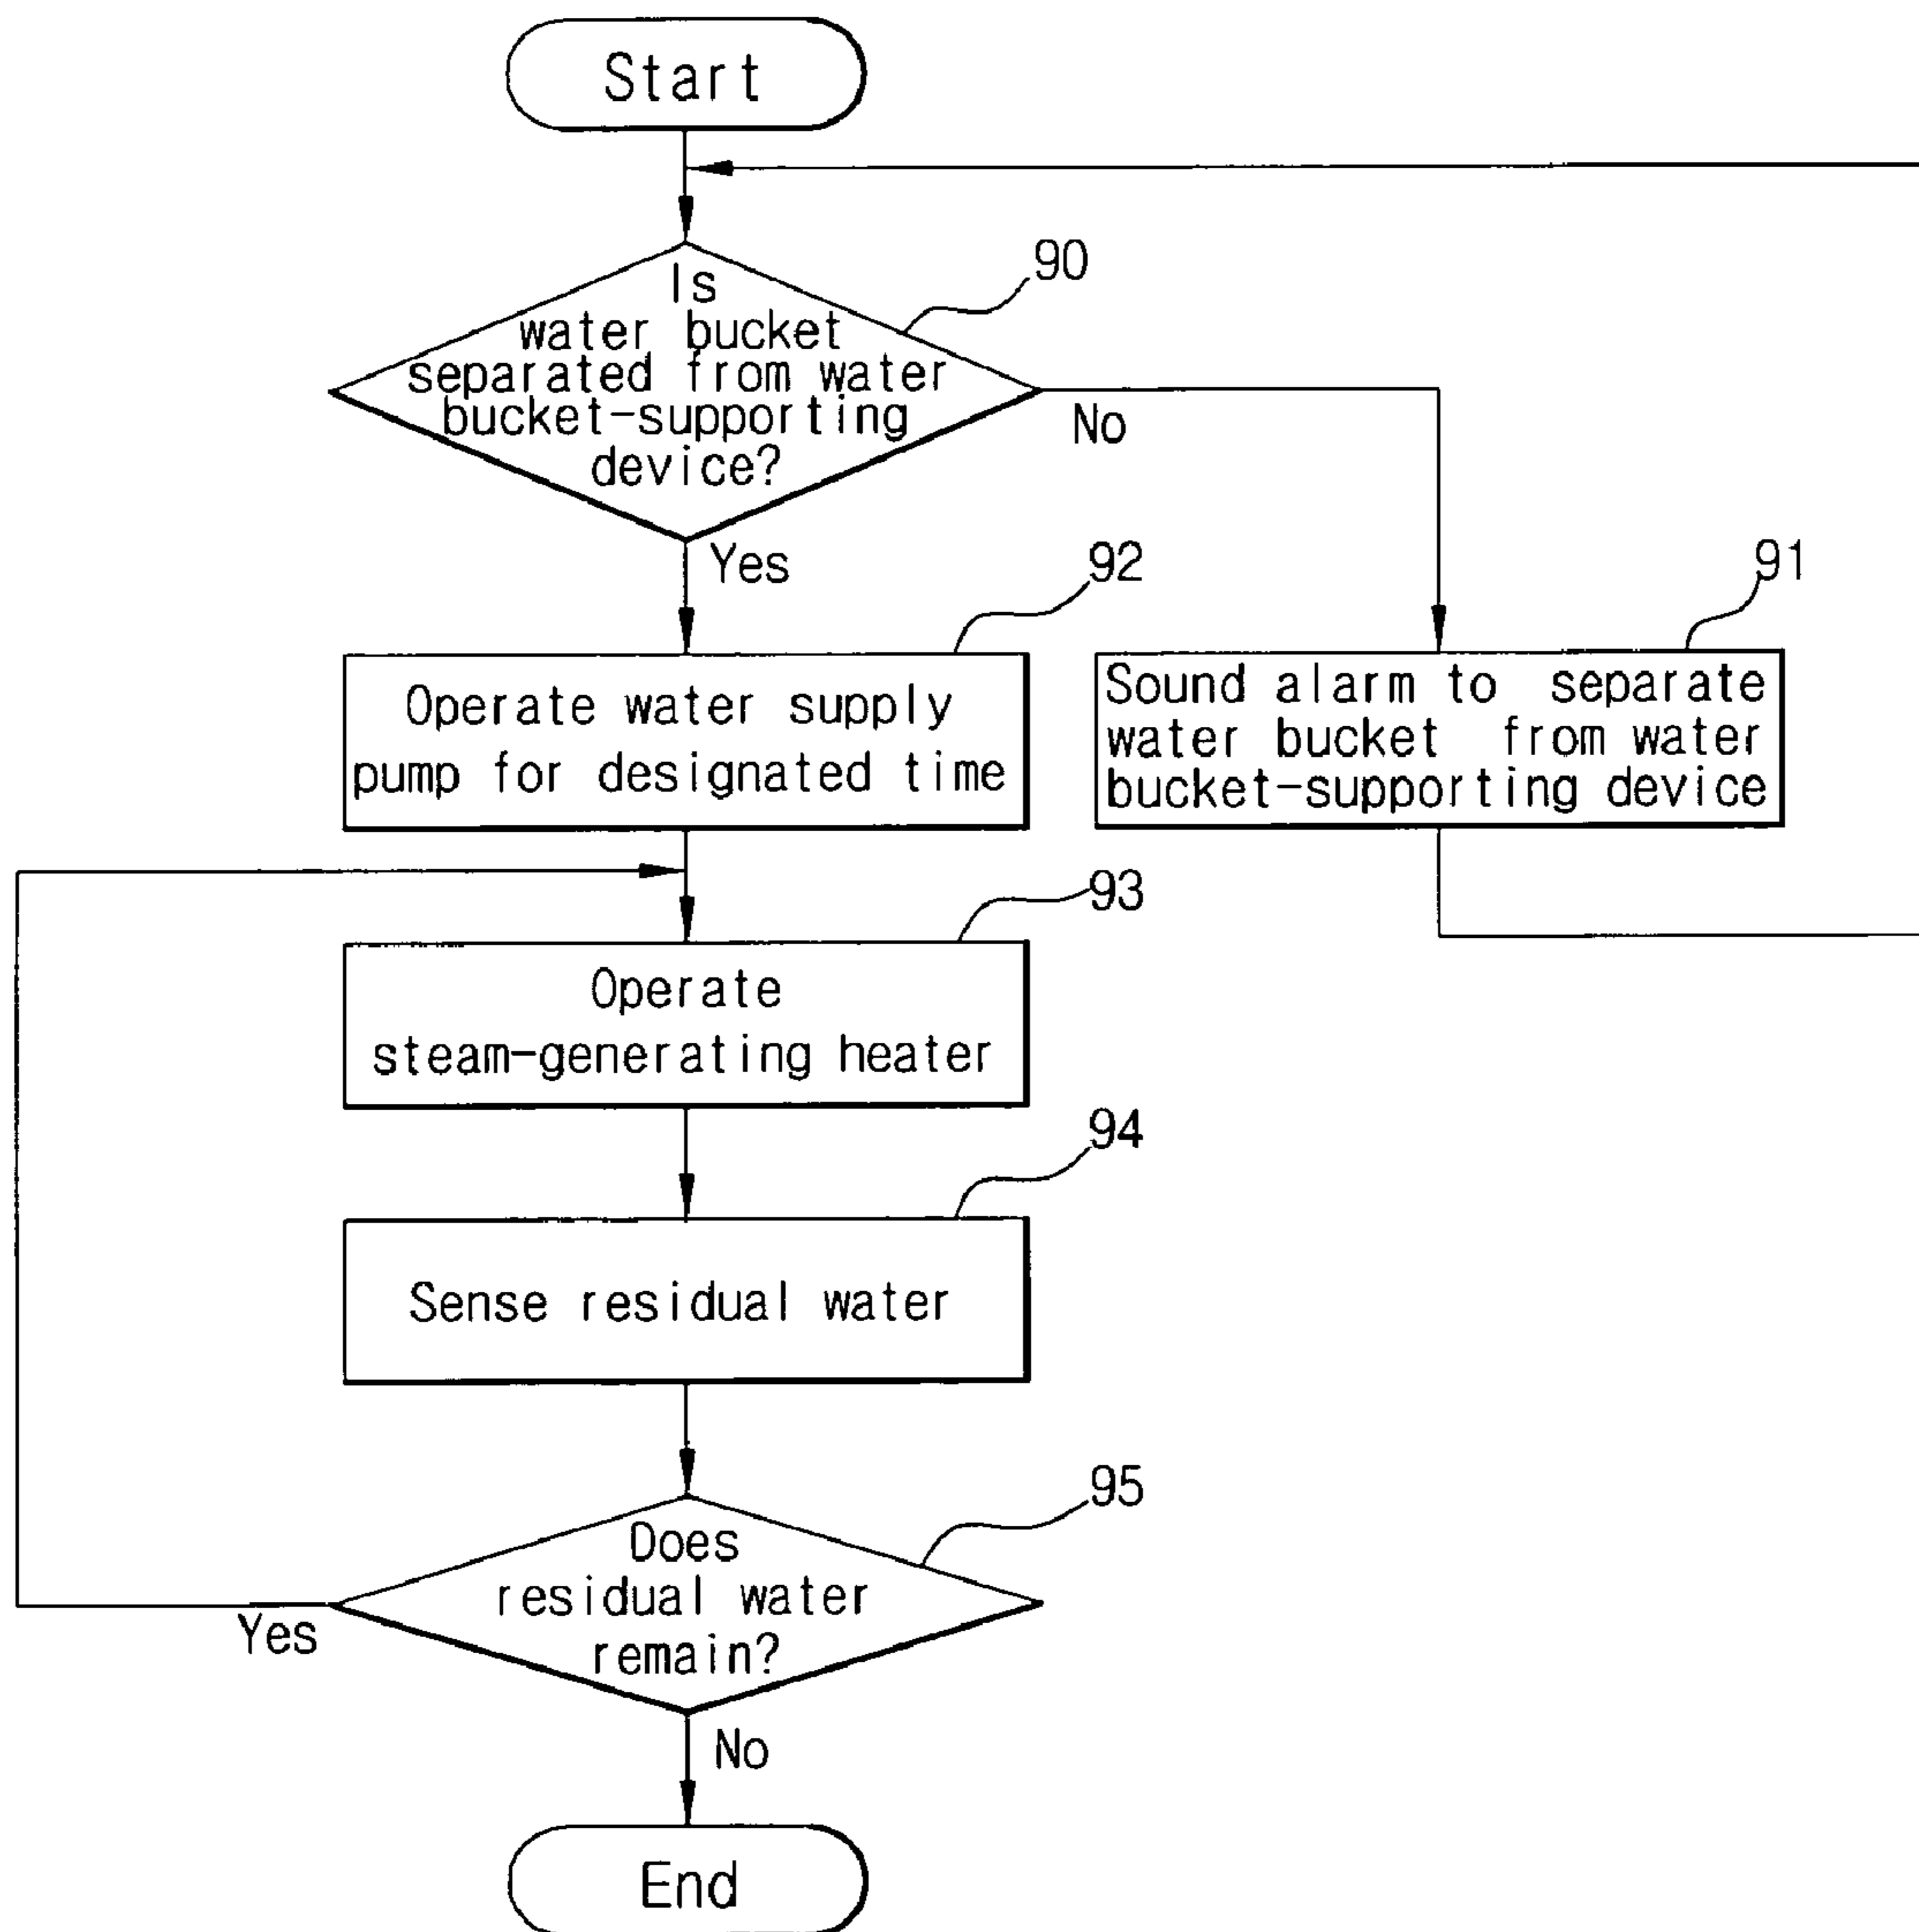 Start
90
Is
water bucket
separated from water
bucket-supporting
device?
No
Yes
92
91
Operate water supply
pump for designated time
Sound alarm to separate
water bucket from water
bucket-supporting device
93
Operate
steam-generating heater
94
Sense residual water
95
Does
residual water
remain?
Yes
No
End